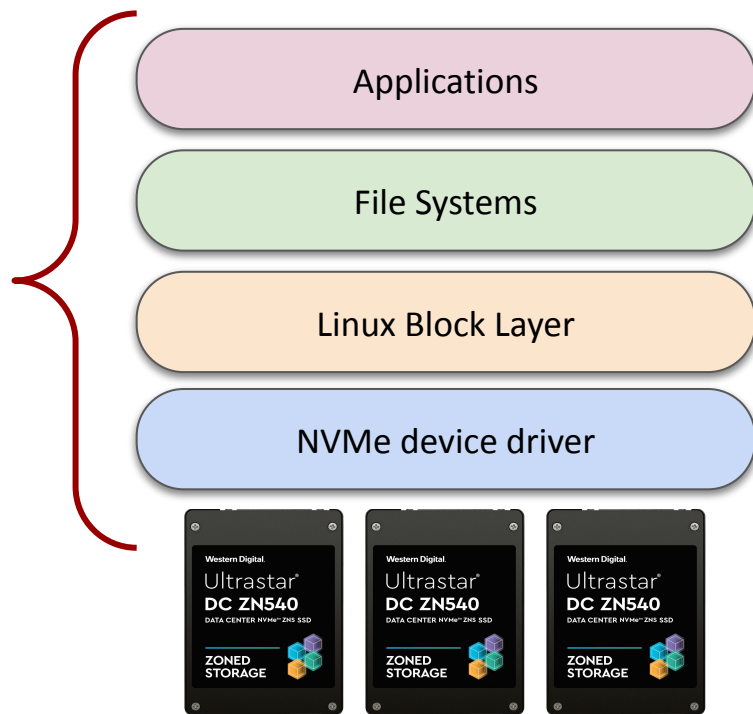 Applications
File Systems
Linux Block Layer
NVMe device driver
Western Digital.
Ultrastar®
DC ZN540
DATA CENTER NVMe™ ZNS SSD
ZONED
STORAGE
Western Digital.
Ultrastar®
DC ZN540
DATA CENTER NVMe™ ZNS SSD
ZONED
STORAGE
Western Digital.
Ultrastar®
DC ZN540
DATA CENTER NVMe™ ZNS SSD
ZONED
STORAGE